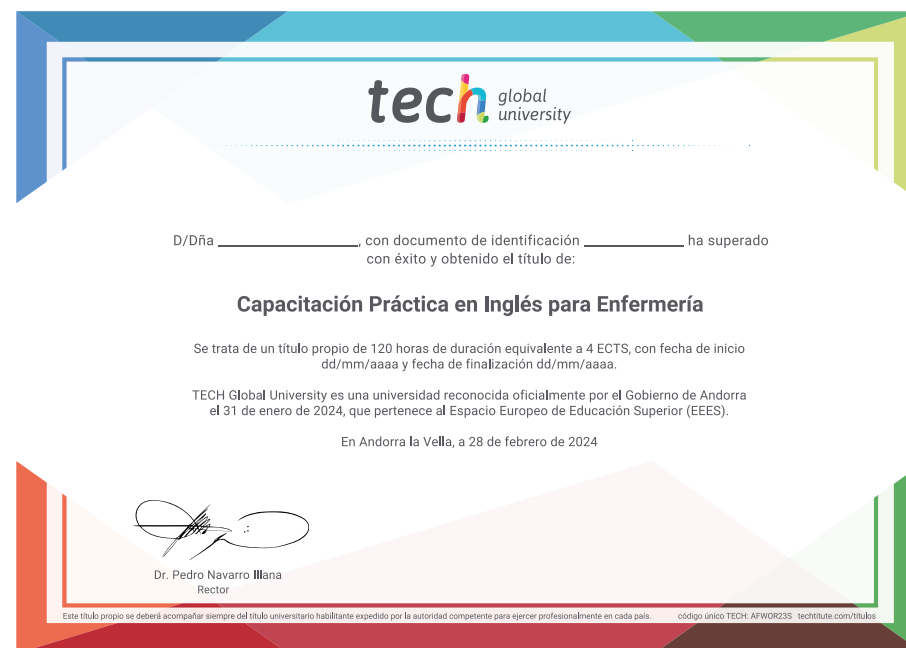 tech global university
D/Dña ____________________, con documento de identificación ______________ ha superado
con éxito y obtenido el título de:
Capacitación Práctica en Inglés para Enfermería
Se trata de un título propio de 120 horas de duración equivalente a 4 ECTS, con fecha de inicio
dd/mm/aaaa y fecha de finalización dd/mm/aaaa.
TECH Global University es una universidad reconocida oficialmente por el Gobierno de Andorra
el 31 de enero de 2024, que pertenece al Espacio Europeo de Educación Superior (EEES).
En Andorra la Vella, a 28 de febrero de 2024
Dr. Pedro Navarro Illana
Rector
Este título propio se deberá acompañar siempre del título universitario habilitante expedido por la autoridad competente para ejercer profesionalmente en cada país. código único TECH: AFWOR23S techtitute.com/titulos